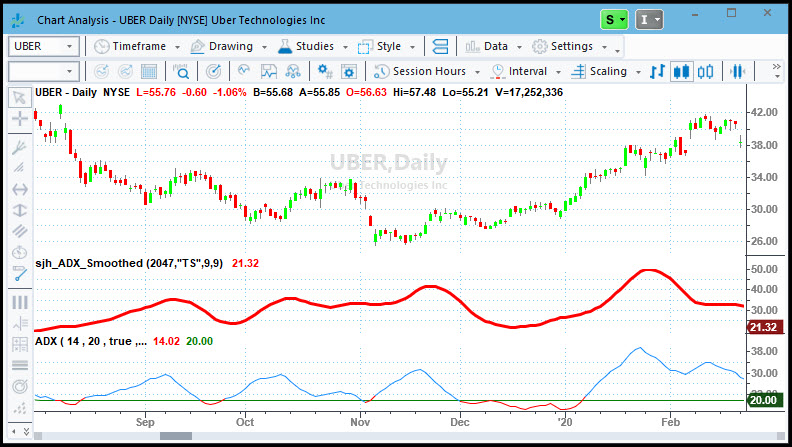 Chart Analysis - UBER Daily [NYSE] Uber Technologies Inc
S
I
UBER Timeframe Drawing Studies Style Data Settings
Session Hours Interval Scaling
UBER - Daily NYSE L=55.76 -0.60 -1.06% B=55.68 A=55.85 O=56.63 Hi=57.48 Lo=55.21 V=17,252,336
42.00
38.00
UBER,Daily
Technologies Inc
34.00
30.00
26.00
sjh_ADX_Smoothed (2047,"TS",9,9) 21.32
50.00
40.00
30.00
21.32
ADX ( 14 , 20 , true ,... 14.02 20.00
38.00
30.00
20.00
Sep Oct Nov Dec '20 Feb